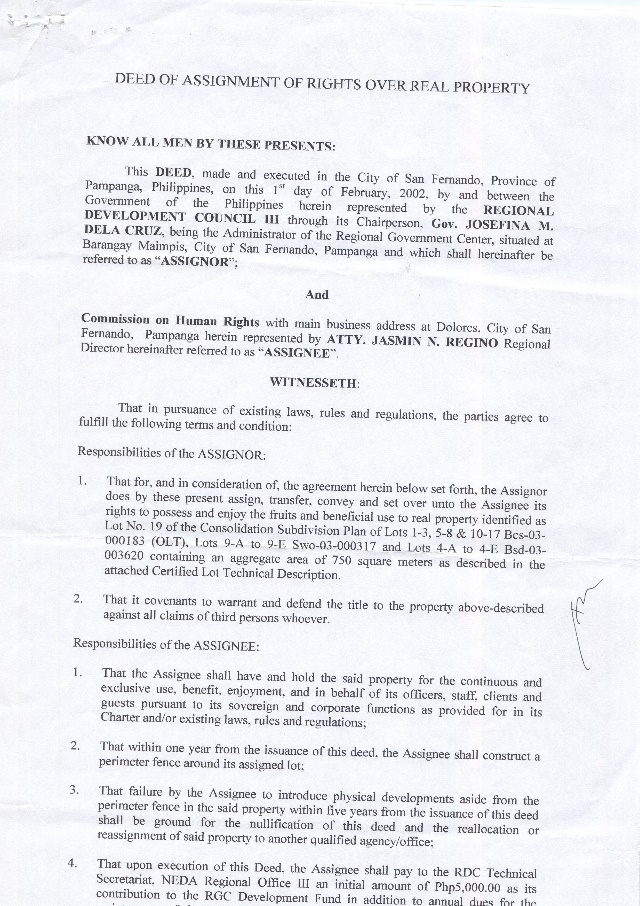 DEED OF ASSIGNMENT OF RIGHTS OVER REAL PROPERTY
KNOW ALL MEN BY THESE PRESENTS:
This DEED, made and executed in the City of San Fernando, Province of
Pampanga, Philippines, on this 1st day of February, 2002, by and between the
Government of the Philippines herein represented by the REGIONAL
DEVELOPMENT COUNCIL III through its Chairperson, Gov. JOSEFINA M.
DELA CRUZ, being the Administrator of the Regional Government Center, situated at
Barangay Maimpis, City of San Fernando, Pampanga and which shall hereinafter be
referred to as “ASSIGNOR”;
And
Commission on Human Rights with main business address at Dolores, City of San
Fernando, Pampanga herein represented by ATTY. JASMIN N. REGINO Regional
Director hereinafter referred to as “ASSIGNEE”.
WITNESSETH:
That in pursuance of existing laws, rules and regulations, the parties agree to
fulfill the following terms and condition:
Responsibilities of the ASSIGNOR:
1. That for, and in consideration of, the agreement herein below set forth, the Assignor
does by these present assign, transfer, convey and set over unto the Assignee its
rights to possess and enjoy the fruits and beneficial use to real property identified as
Lot No. 19 of the Consolidation Subdivision Plan of Lots 1-3, 5-8 & 10-17 Bcs-03-
000183 (OLT), Lots 9-A to 9-E Swo-03-000317 and Lots 4-A to 4-E Bsd-03-
003620 containing an aggregate area of 750 square meters as described in the
attached Certified Lot Technical Description.
2. That it covenants to warrant and defend the title to the property above-described
against all claims of third persons whoever.
Responsibilities of the ASSIGNEE:
1. That the Assignee shall have and hold the said property for the continuous and
exclusive use, benefit, enjoyment, and in behalf of its officers, staff, clients and
guests pursuant to its sovereign and corporate functions as provided for in its
Charter and/or existing laws, rules and regulations;
2. That within one year from the issuance of this deed, the Assignee shall construct a
perimeter fence around its assigned lot;
3. That failure by the Assignee to introduce physical developments aside from the
perimeter fence in the said property within five years from the issuance of this deed
shall be ground for the nullification of this deed and the reallocation or
reassignment of said property to another qualified agency/office;
4. That upon execution of this Deed, the Assignee shall pay to the RDC Technical
Secretariat, NEDA Regional Office III an initial amount of Php5,000.00 as its
contribution to the RGC Development Fund in addition to annual dues for the